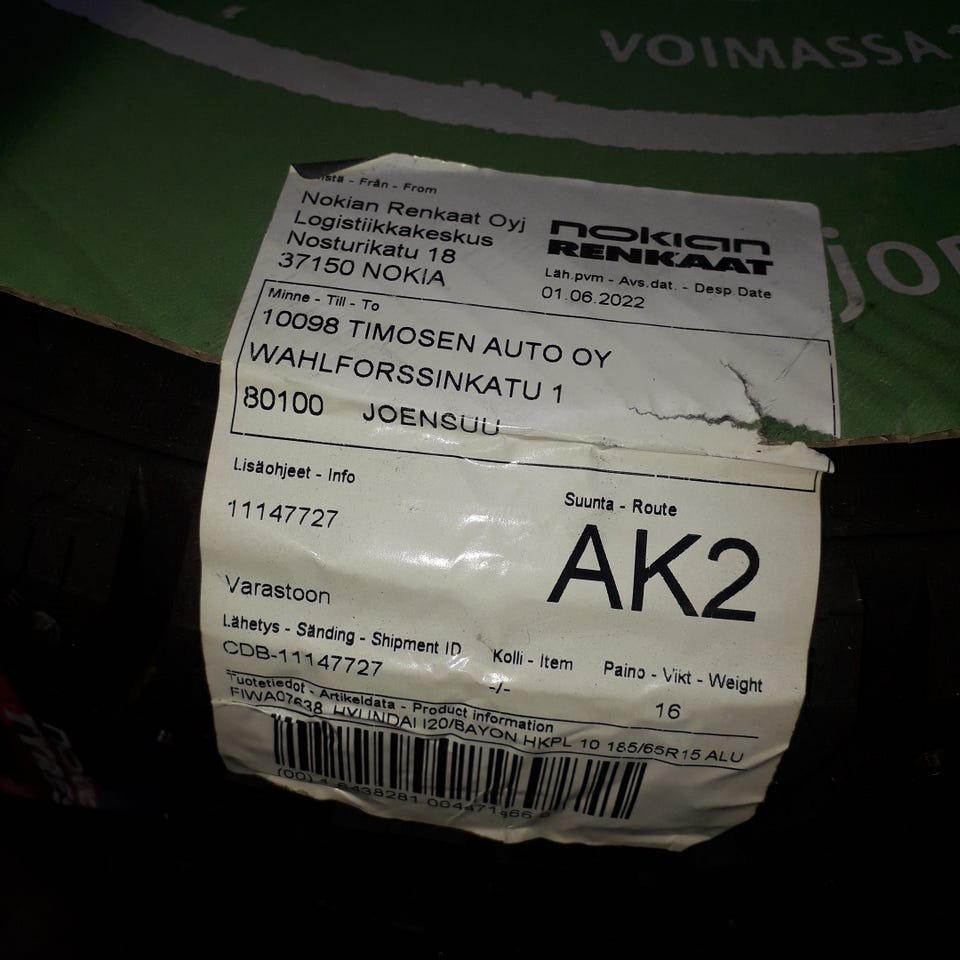 VOIMASSA
- Från - From
Nokian Renkaat Oyj
Logistiikkakeskus
Nosturikatu 18
37150 NOKIA
NOKIAN
RENKAAT
Läh.pvm - Avs.dat. - Desp Date
01.06.2022
Minne - Till - To
10098 TIMOSEN AUTO OY
WAHLFORSSINKATU 1
80100 JOENSUU
Lisäohjeet - Info
11147727
Suunta - Route
AK2
Varastoon
Lähetys - Sänding - Shipment ID
CDB-11147727
Kolli - Item
-/-
Paino - Vikt - Weight
16
Tuotetiedot - Artikeldata - Product information
FIWA07638 HYUNDAI I20/BAYON HKPL 10 185/65R15 ALU